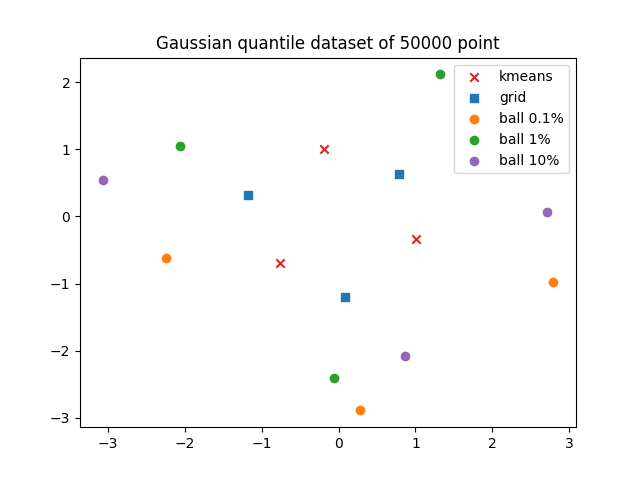 Gaussian quantile dataset of 50000 point
kmeans
grid
ball 0.1%
ball 1%
ball 10%
2
1
0
−1
−2
−3
−3 −2 −1 0 1 2 3